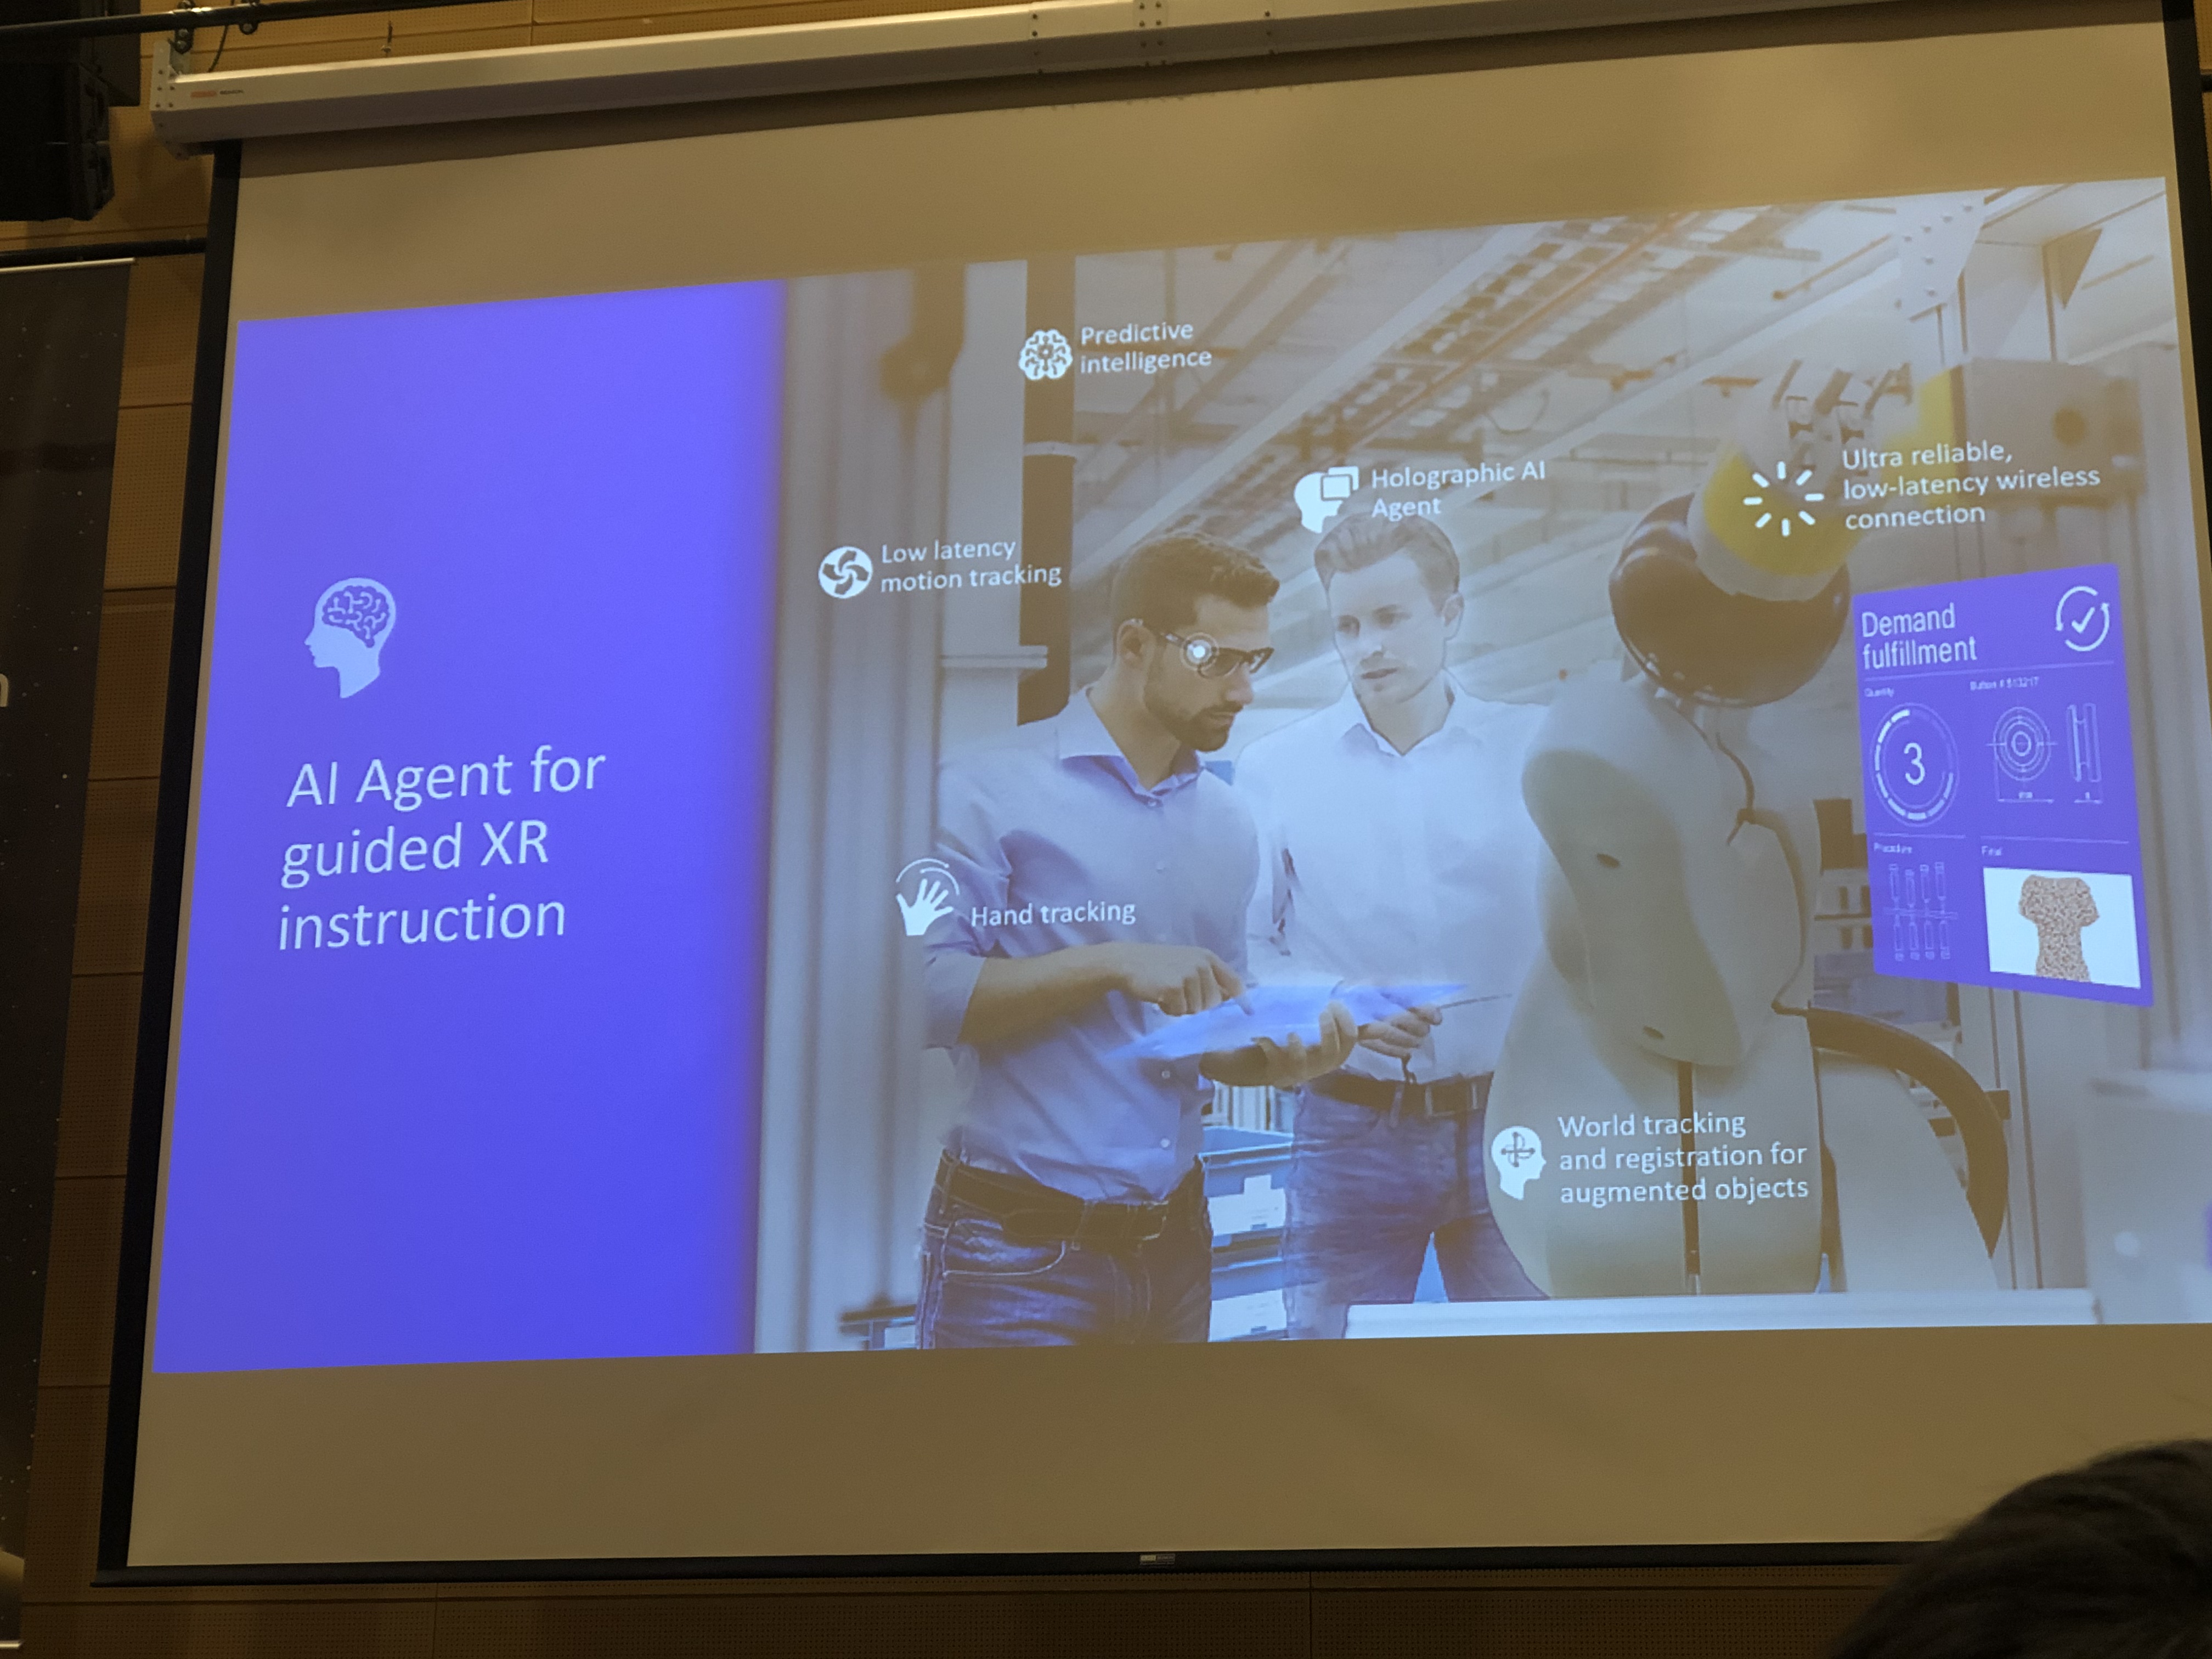 AI Agent for
guided XR
instruction
Predictive
intelligence
Low latency
motion tracking
Holographic AI
Agent
Ultra reliable,
low-latency wireless
connection
Hand tracking
World tracking
and registration for
augmented objects
Demand
fulfillment
Quantity
3
Button # 513217
Procedure
Final